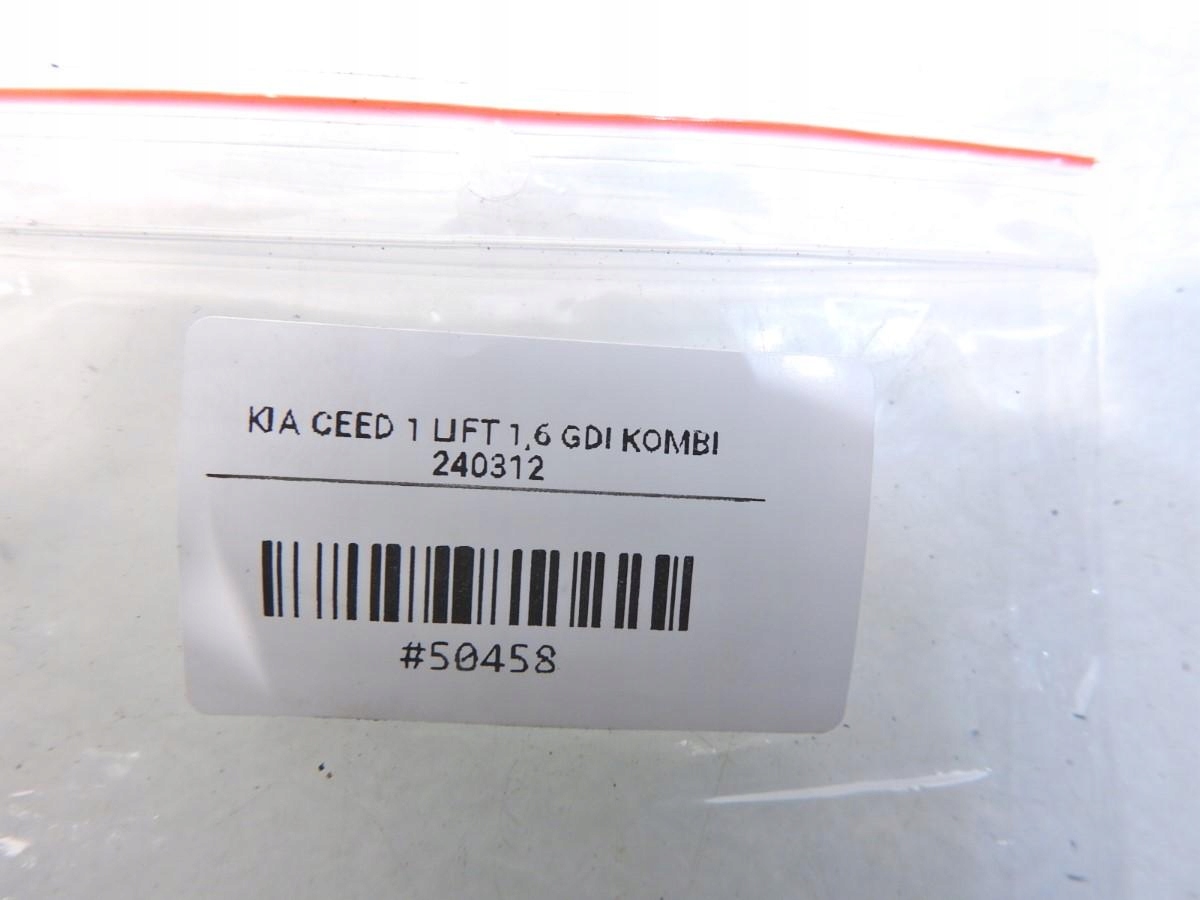 KIA CEED 1 LIFT 1,6 GDI KOMBI
240312
#50458